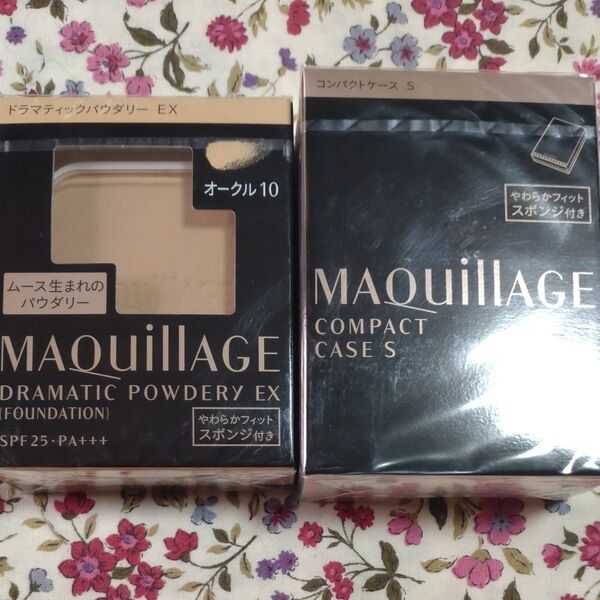 ドラマティックパウダリー EX
オークル10
ムース生まれの
パウダリー
MAQuillAGE
DRAMATIC POWDERY EX
(FOUNDATION)
SPF25・PA+++
やわらかフィット
スポンジ付き
コンパクトケース S
やわらかフィット
スポンジ付き
MAQuillAGE
COMPACT
CASE S